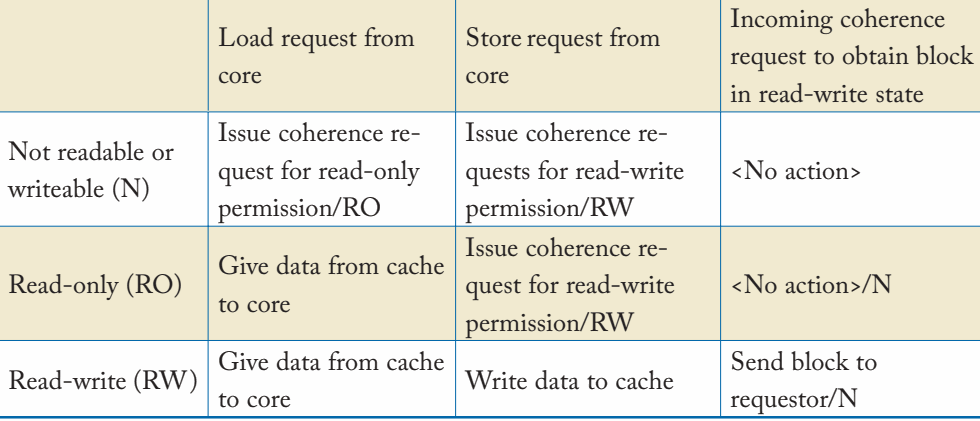 Load request from
core
Store request from
core
Incoming coherence
request to obtain block
in read-write state
Not readable or
writeable (N)
Issue coherence re-
quest for read-only
permission/RO
Issue coherence re-
quests for read-write
permission/RW
<No action>
Read-only (RO)
Give data from cache
to core
Issue coherence re-
quest for read-write
permission/RW
<No action>/N
Read-write (RW)
Give data from cache
to core
Write data to cache
Send block to
requestor/N